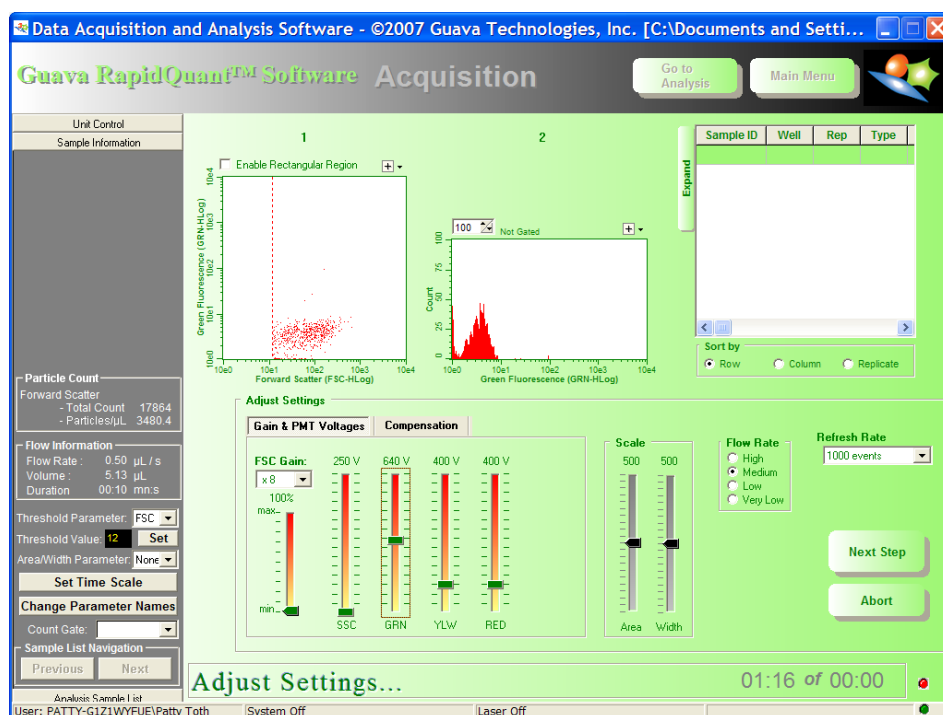 Data Acquisition and Analysis Software - ©2007 Guava Technologies, Inc. [C:\Documents and Setti...
Guava RapidQuant™ Software Acquisition
Go to Analysis
Main Menu
Unit Control
Sample Information
1
2
Enable Rectangular Region
10e4
10e3
10e2
10e1
10e0
Green Fluorescence (GRN-HLog)
10e0 10e1 10e2 10e3 10e4
Forward Scatter (FSC-HLog)
100 Not Gated
100
75
50
25
0
Count
10e0 10e1 10e2 10e3 10e4
Green Fluorescence (GRN-HLog)
Expand
Sample ID Well Rep Type
Sort by
Row Column Replicate
Particle Count
Forward Scatter
- Total Count 17864
- Particles/µL 3480.4
Flow Information
Flow Rate : 0.50 µL / s
Volume : 5.13 µL
Duration 00:10 mn:s
Threshold Parameter: FSC
Threshold Value: 12 Set
Area/Width Parameter: None
Set Time Scale
Change Parameter Names
Count Gate:
Sample List Navigation
Previous Next
Analysis Sample List
Adjust Settings
Gain & PMT Voltages Compensation
FSC Gain: 250 V 640 V 400 V 400 V
x 8
100%
max
min
SSC GRN YLW RED
Scale
500 500
Area Width
Flow Rate
High
Medium
Low
Very Low
Refresh Rate
1000 events
Next Step
Abort
Adjust Settings... 01:16 of 00:00
User: PATTY-G1Z1WYFUE\Patty Toth System Off Laser Off